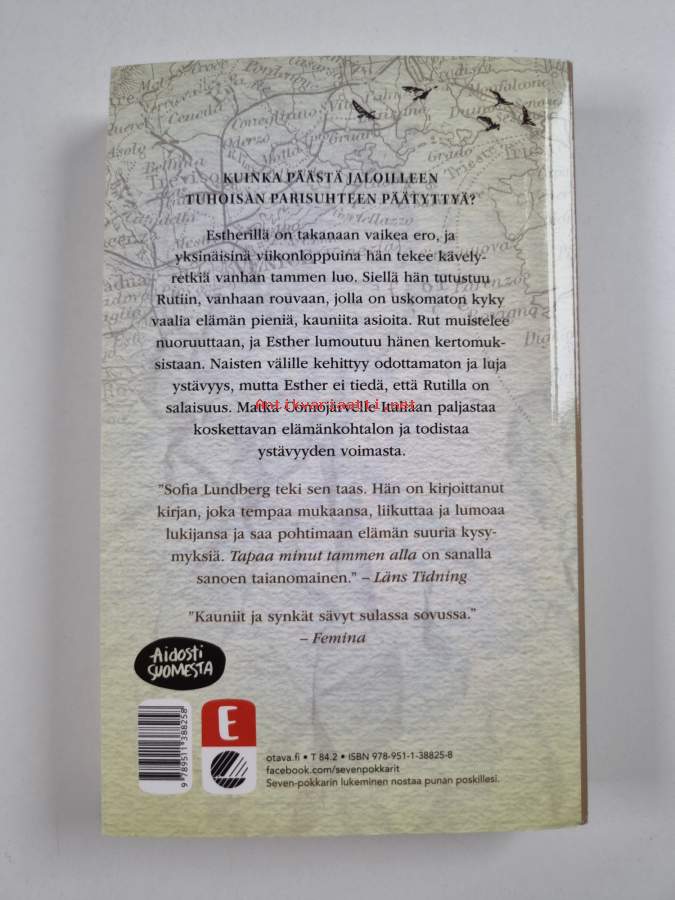 KUINKA PÄÄSTÄ JALOILLEEN
TUHOISAN PARISUHTEEN PÄÄTYTTYÄ?
Estherillä on takanaan vaikea ero, ja
yksinäisinä viikonloppuina hän tekee kävely-
retkiä vanhan tammen luo. Siellä hän tutustuu
Rutiin, vanhaan rouvaan, jolla on uskomaton kyky
vaalia elämän pieniä, kauniita asioita. Rut muistelee
nuoruuttaan, ja Esther lumoutuu hänen kertomuk-
sistaan. Naisten välille kehittyy odottamaton ja luja
ystävyys, mutta Esther ei tiedä, että Rutilla on
salaisuus. Matka Comojärvelle Italiaan paljastaa
antikvariaatti.net
koskettavan elämänkohtalon ja todistaa
ystävyyden voimasta.
"Sofia Lundberg teki sen taas. Hän on kirjoittanut
kirjan, joka tempaa mukaansa, liikuttaa ja lumoaa
lukijansa ja saa pohtimaan elämän suuria kysy-
myksiä. Tapaa minut tammen alla on sanalla
sanoen taianomainen." – Läns Tidning
"Kauniit ja synkät sävyt sulassa sovussa."
– Femina
Aidosti
SUOMESTA
9 789511 388258
E
otava.fi • T 84.2 • ISBN 978-951-1-38825-8
facebook.com/sevenpokkarit
Seven-pokkarin lukeminen nostaa punan poskillesi.